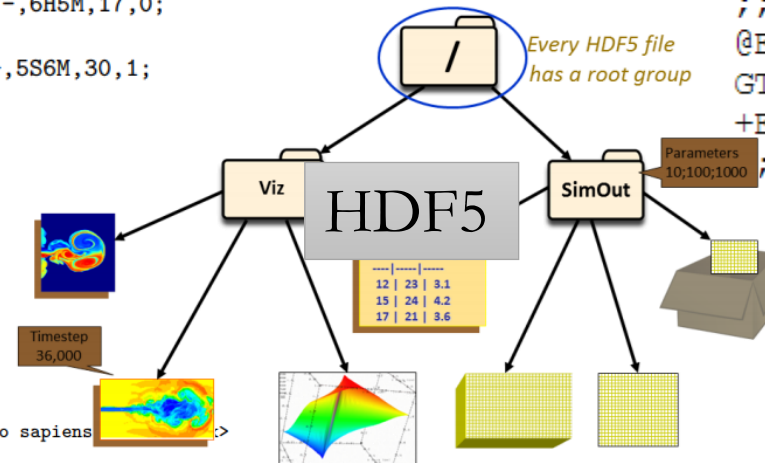 -,6H5M,17,0;
,5S6M,30,1;
/
Every HDF5 file
has a root group
@E
GT
+E
Parameters
10;100;1000
Viz
HDF5
SimOut
----|-----|-----
12 | 23 | 3.1
15 | 24 | 4.2
17 | 21 | 3.6
Timestep
36,000
o sapiens
>